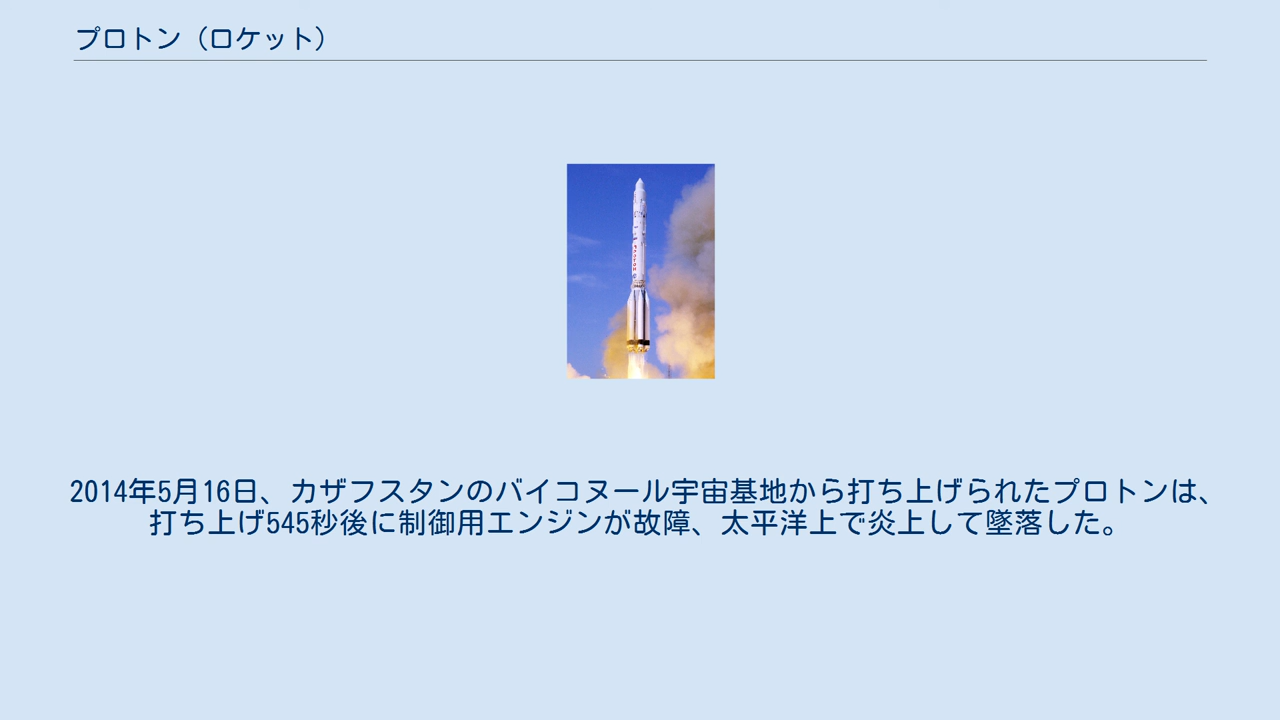 プロトン（ロケット）
2014年5月16日、カザフスタンのバイコヌール宇宙基地から打ち上げられたプロトンは、
打ち上げ545秒後に制御用エンジンが故障、太平洋上で炎上して墜落した。